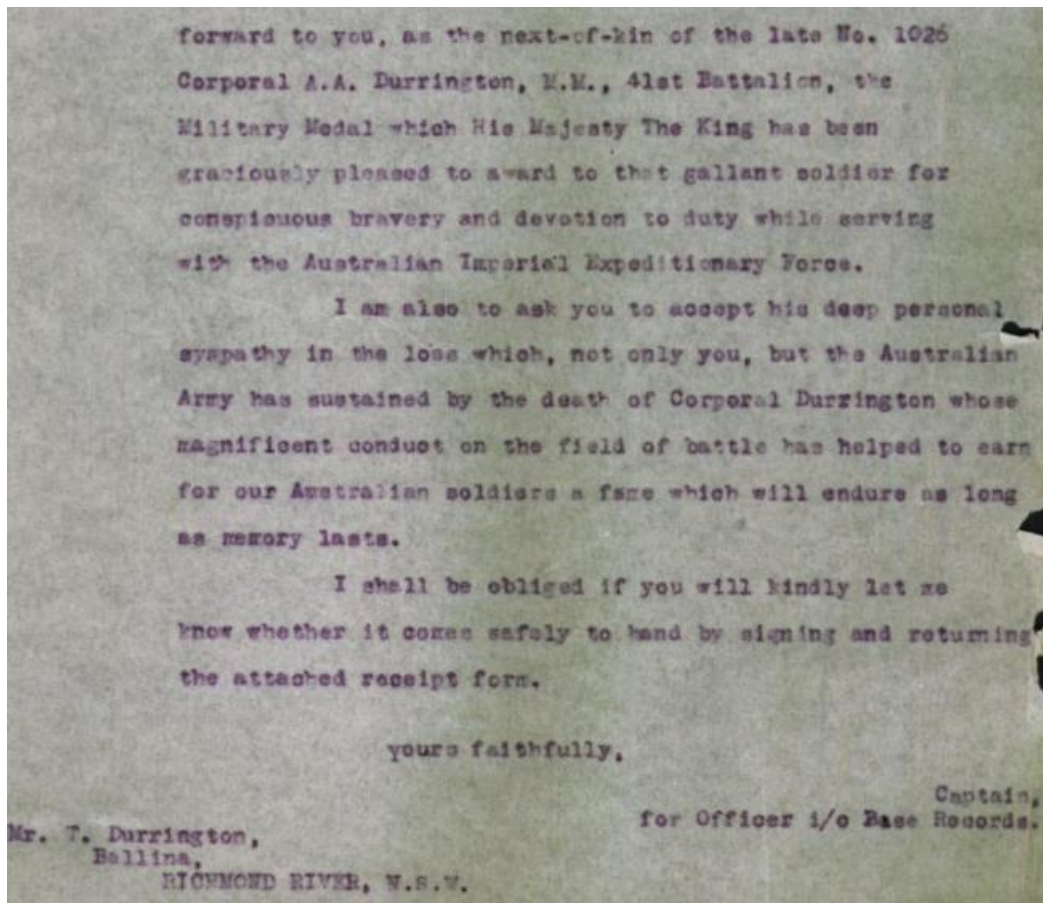 forward to you, as the next-of-kin of the late No. 1026
Corporal A.A. Durrington, M.M., 41st Battalion, the
Military Medal which His Majesty The King has been
graciously pleased to award to that gallant soldier for
conspicuous bravery and devotion to duty while serving
with the Australian Imperial Expeditionary Force.
I am also to ask you to accept his deep personal
sympathy in the loss which, not only you, but the Australian
Army has sustained by the death of Corporal Durrington whose
magnificent conduct on the field of battle has helped to earn
for our Australian soldiers a fame which will endure as long
as memory lasts.
I shall be obliged if you will kindly let me
know whether it comes safely to hand by signing and returning
the attached receipt form.
yours faithfully,
Captain,
for Officer i/c Base Records.
Mr. T. Durrington,
Ballina,
RICHMOND RIVER, N.S.W.